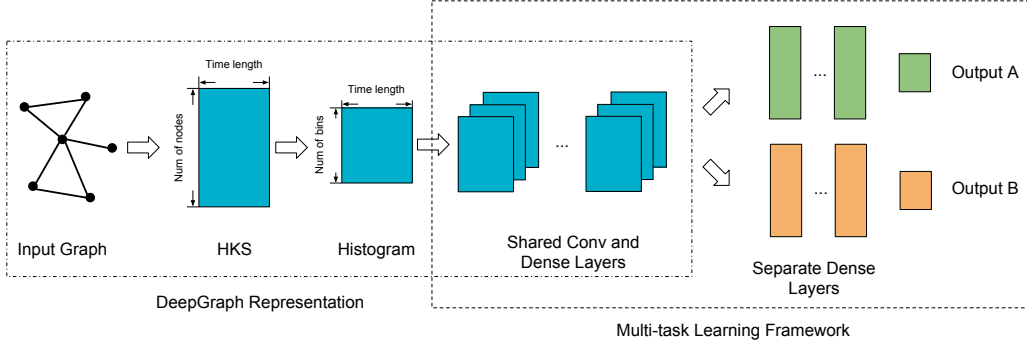 Time length
Num of nodes
Time length
Num of bins
...
...
...
Output A
Output B
Input Graph
HKS
Histogram
Shared Conv and
Dense Layers
Separate Dense
Layers
DeepGraph Representation
Multi-task Learning Framework